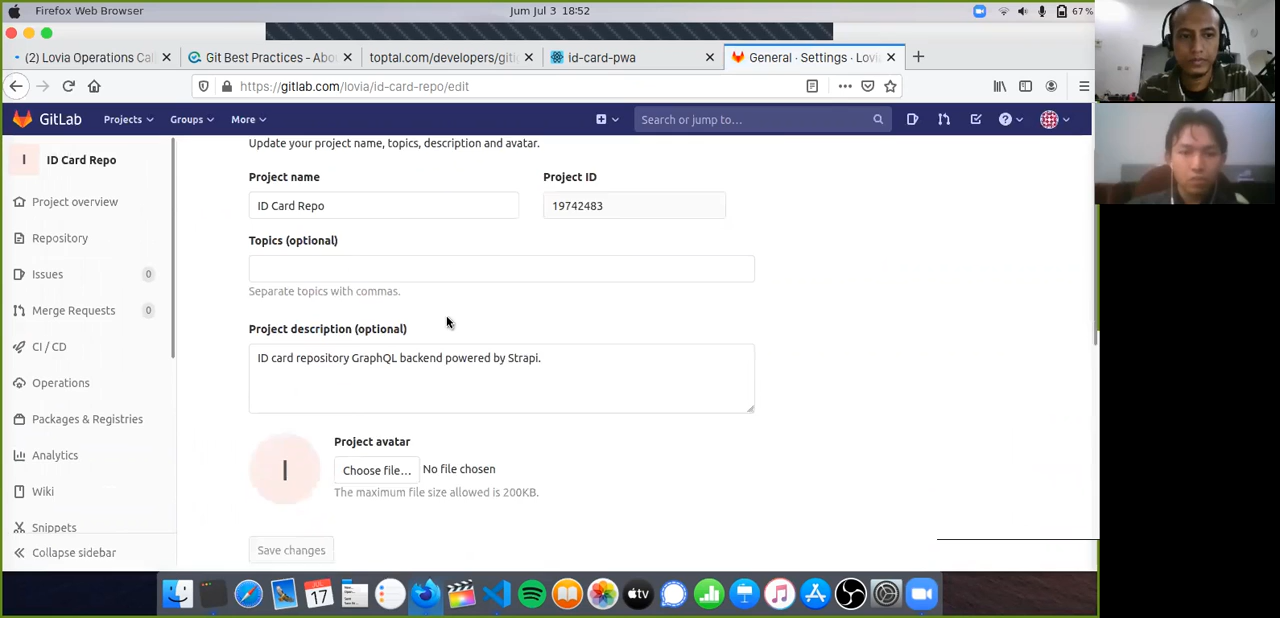 Firefox Web Browser
Jum Jul 3 18:52
67 %
(2) Lovia Operations Cal
Git Best Practices - Abo
toptal.com/developers/giti
id-card-pwa
General · Settings · Lovi
https://gitlab.com/lovia/id-card-repo/edit
GitLab
Projects
Groups
More
Search or jump to...
I
ID Card Repo
Project overview
Repository
Issues 0
Merge Requests 0
CI / CD
Operations
Packages & Registries
Analytics
Wiki
Snippets
Collapse sidebar
Update your project name, topics, description and avatar.
Project name
Project ID
ID Card Repo
19742483
Topics (optional)
Separate topics with commas.
Project description (optional)
ID card repository GraphQL backend powered by Strapi.
I
Project avatar
Choose file...
No file chosen
The maximum file size allowed is 200KB.
Save changes
17
tv